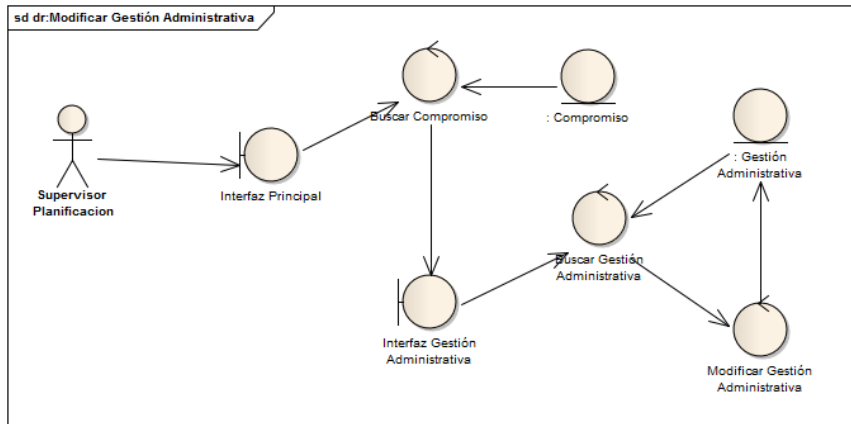 sd dr:Modificar Gestión Administrativa
Buscar Compromiso
: Compromiso
: Gestión
Administrativa
Interfaz Principal
Supervisor
Planificacion
Buscar Gestión
Administrativa
Interfaz Gestión
Administrativa
Modificar Gestión
Administrativa